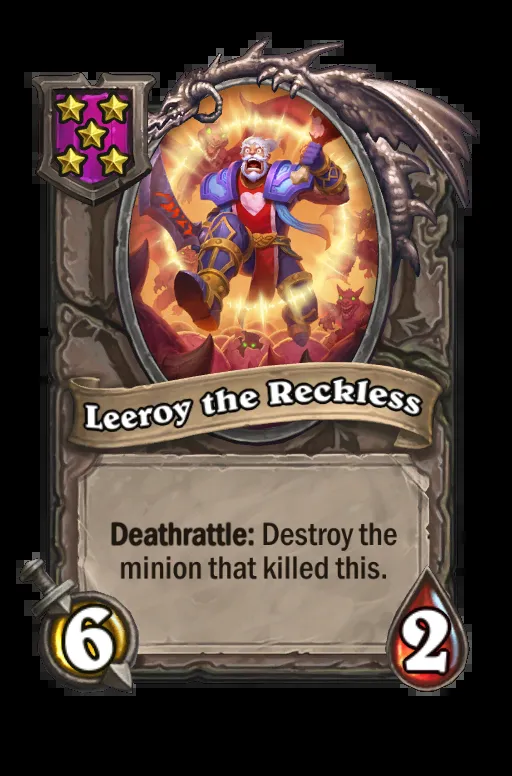 Leeroy the Reckless
Deathrattle: Destroy the
minion that killed this.
6
2